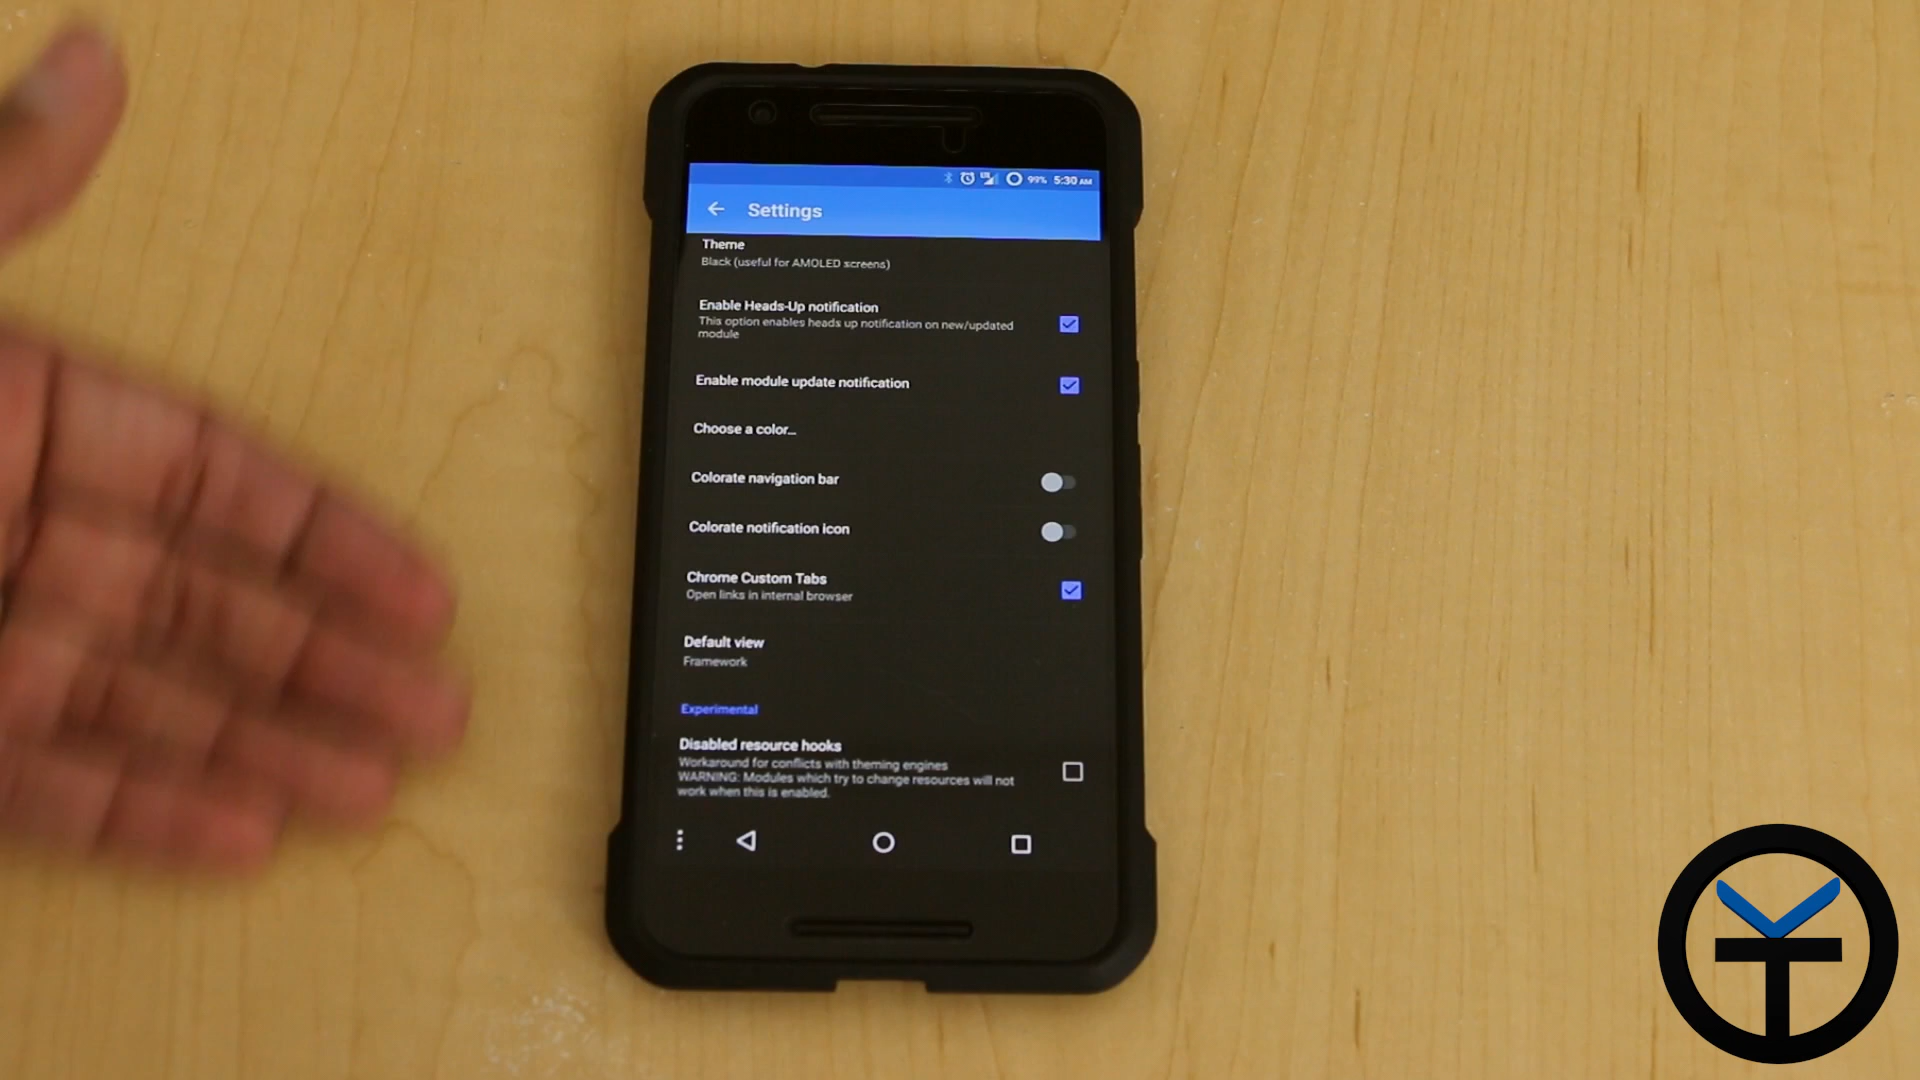 99% 5:30 AM
Settings
Theme
Black (useful for AMOLED screens)
Enable Heads-Up notification
This option enables heads up notification on new/updated
module
Enable module update notification
Choose a color...
Colorate navigation bar
Colorate notification icon
Chrome Custom Tabs
Open links in internal browser
Default view
Framework
Experimental
Disabled resource hooks
Workaround for conflicts with theming engines
WARNING: Modules which try to change resources will not
work when this is enabled.